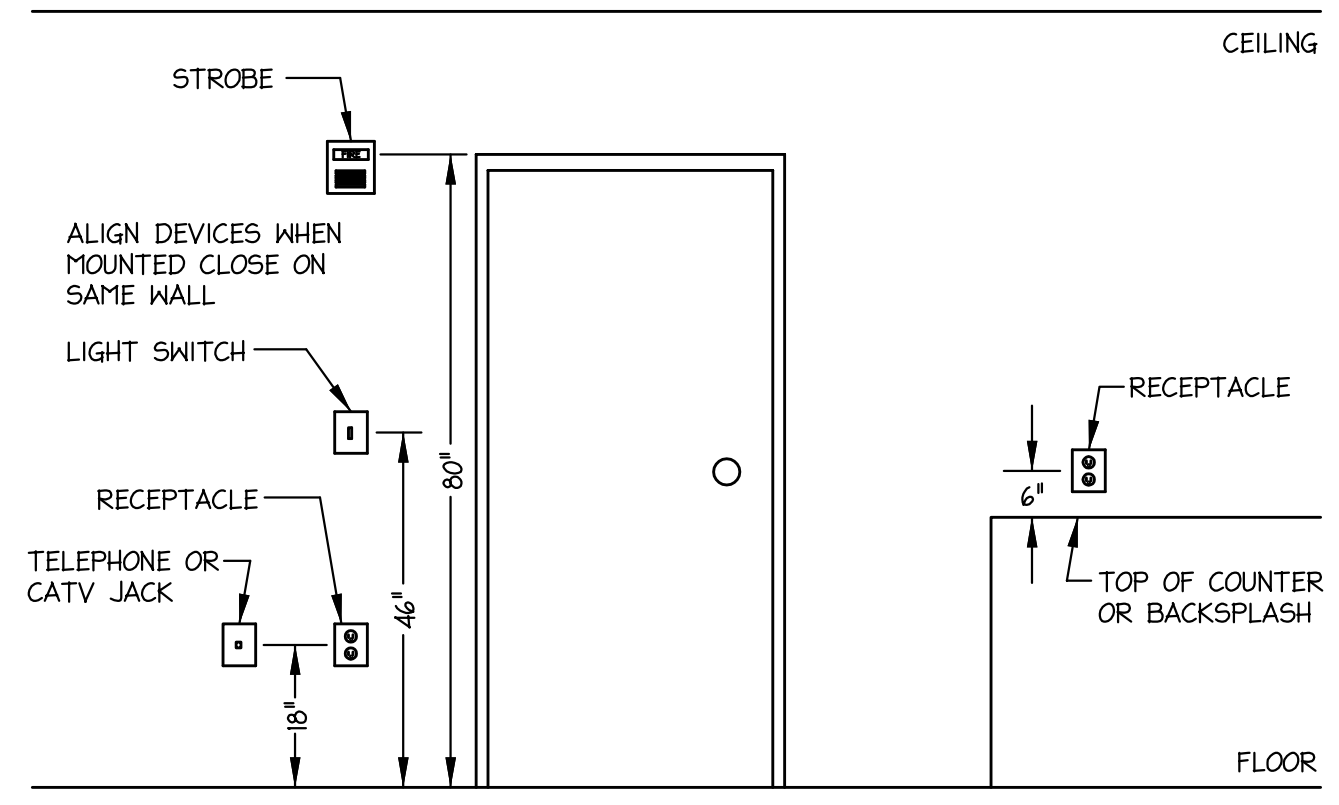 CEILING
STROBE
FIRE
ALIGN DEVICES WHEN
MOUNTED CLOSE ON
SAME WALL
LIGHT SWITCH
RECEPTACLE
80"
RECEPTACLE
6"
TELEPHONE OR
CATV JACK
46"
TOP OF COUNTER
OR BACKSPLASH
18"
FLOOR